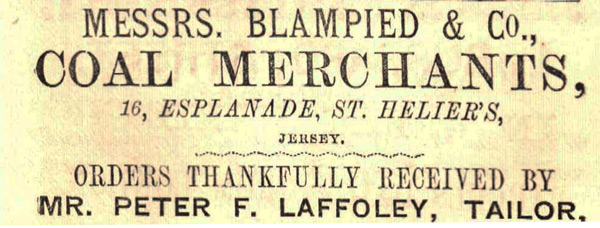 MESSRS. BLAMPIED & Co.,
COAL MERCHANTS,
16, ESPLANADE, ST. HELIER'S,
JERSEY.
ORDERS THANKFULLY RECEIVED BY
MR. PETER F. LAFFOLEY, TAILOR,